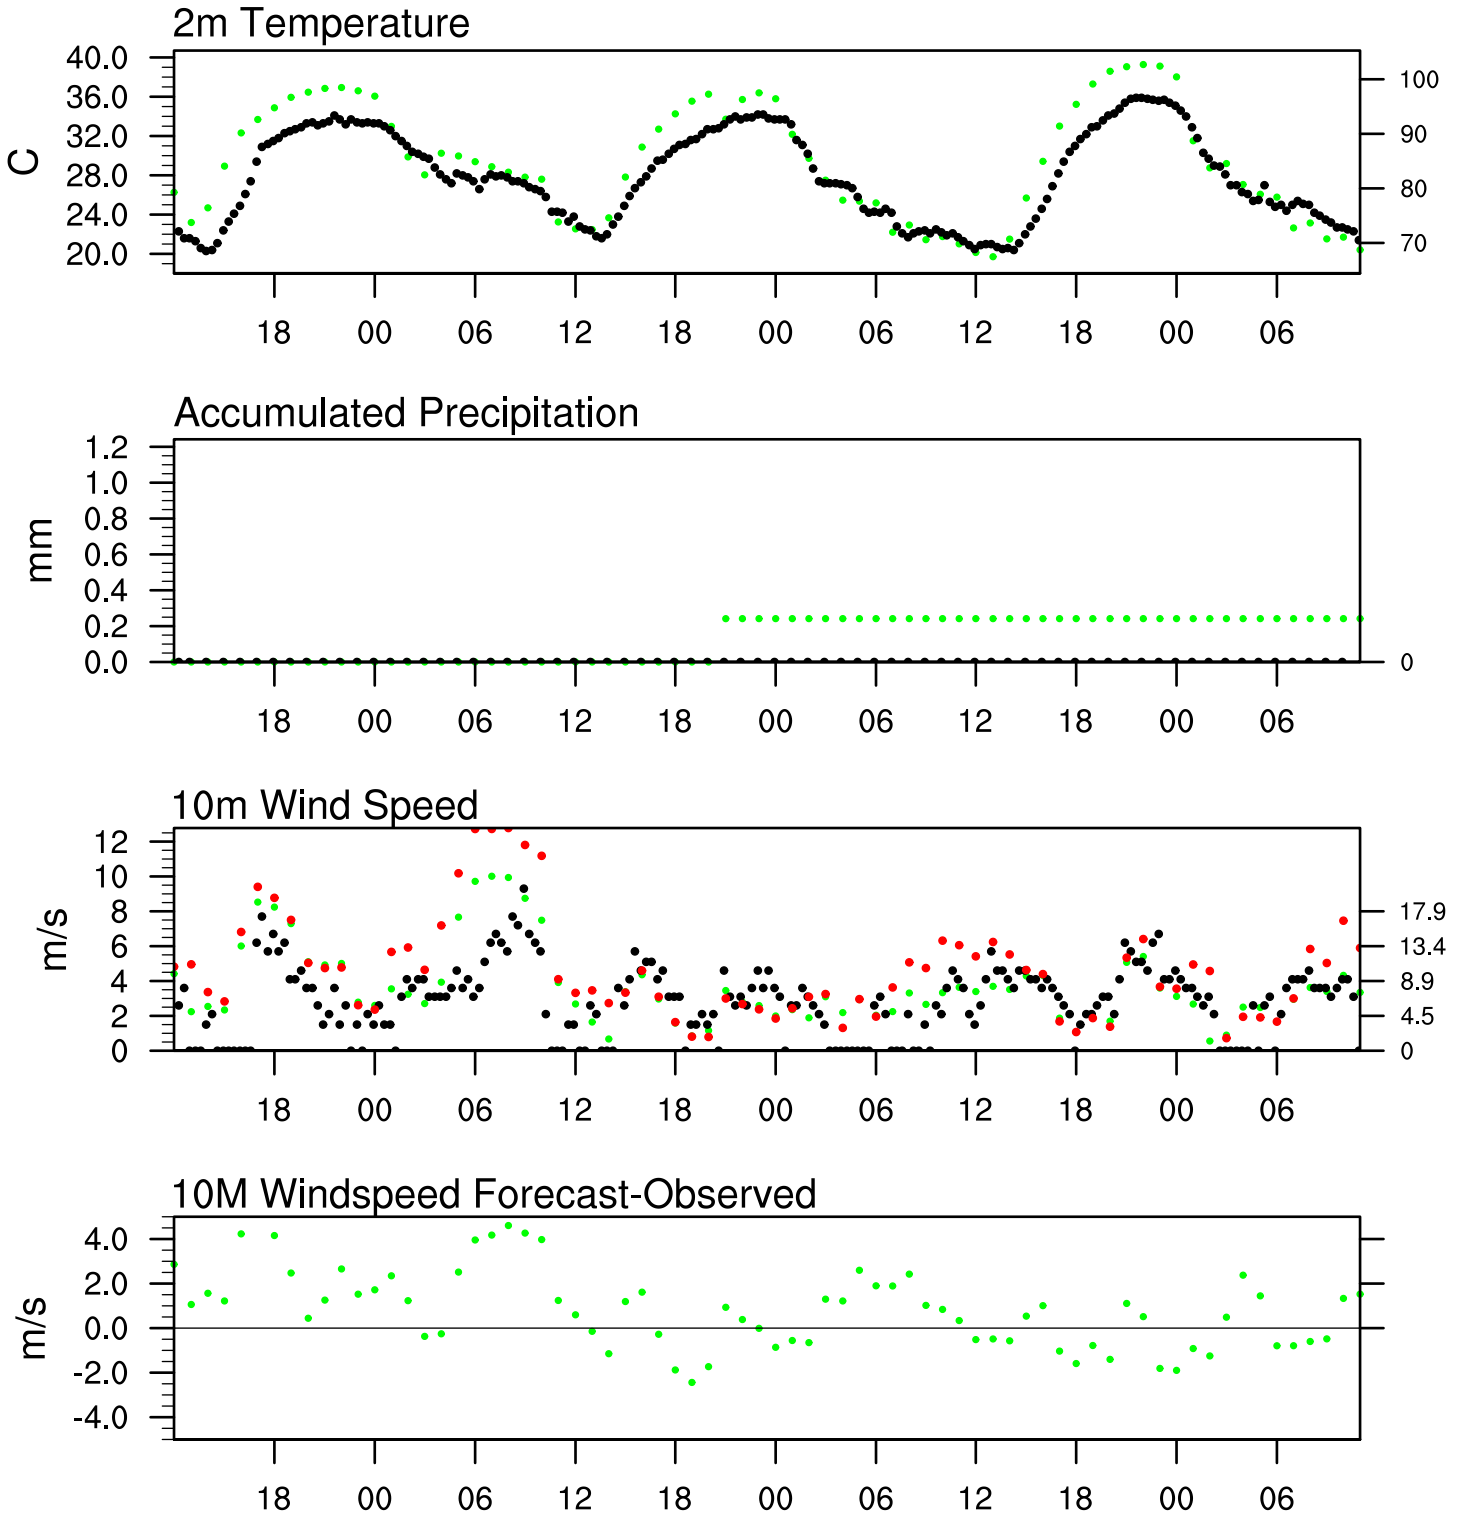 2m Temperature
40.0
36.0
32.0
28.0
24.0
20.0
C
100
90
80
70
18 00 06 12 18 00 06 12 18 00 06
Accumulated Precipitation
1.2
1.0
0.8
0.6
0.4
0.2
0.0
mm
0
18 00 06 12 18 00 06 12 18 00 06
10m Wind Speed
12
10
8
6
4
2
0
m/s
17.9
13.4
8.9
4.5
0
18 00 06 12 18 00 06 12 18 00 06
10M Windspeed Forecast-Observed
4.0
2.0
0.0
-2.0
-4.0
m/s
18 00 06 12 18 00 06 12 18 00 06